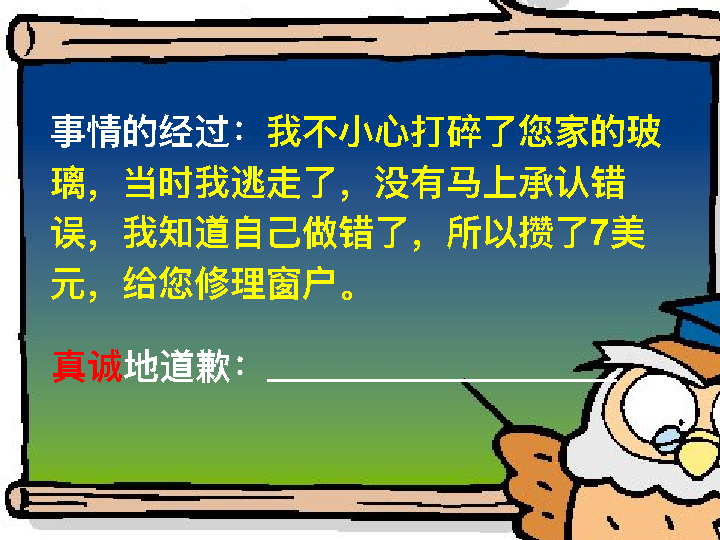 事情的经过：我不小心打碎了您家的玻
璃，当时我逃走了，没有马上承认错
误，我知道自己做错了，所以攒了7美
元，给您修理窗户。
真诚地道歉：____________________